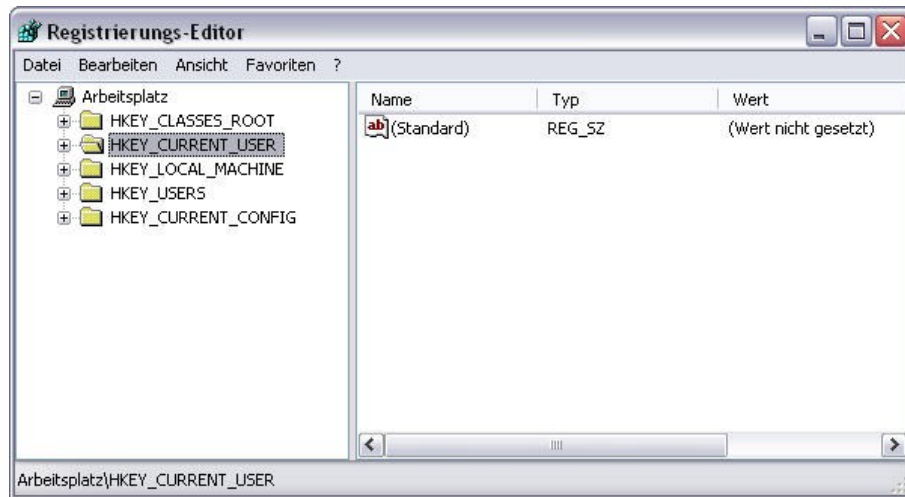 Registrierungs-Editor
Datei Bearbeiten Ansicht Favoriten ?
Arbeitsplatz
HKEY_CLASSES_ROOT
HKEY_CURRENT_USER
HKEY_LOCAL_MACHINE
HKEY_USERS
HKEY_CURRENT_CONFIG
Name Typ Wert
ab (Standard) REG_SZ (Wert nicht gesetzt)
Arbeitsplatz\HKEY_CURRENT_USER